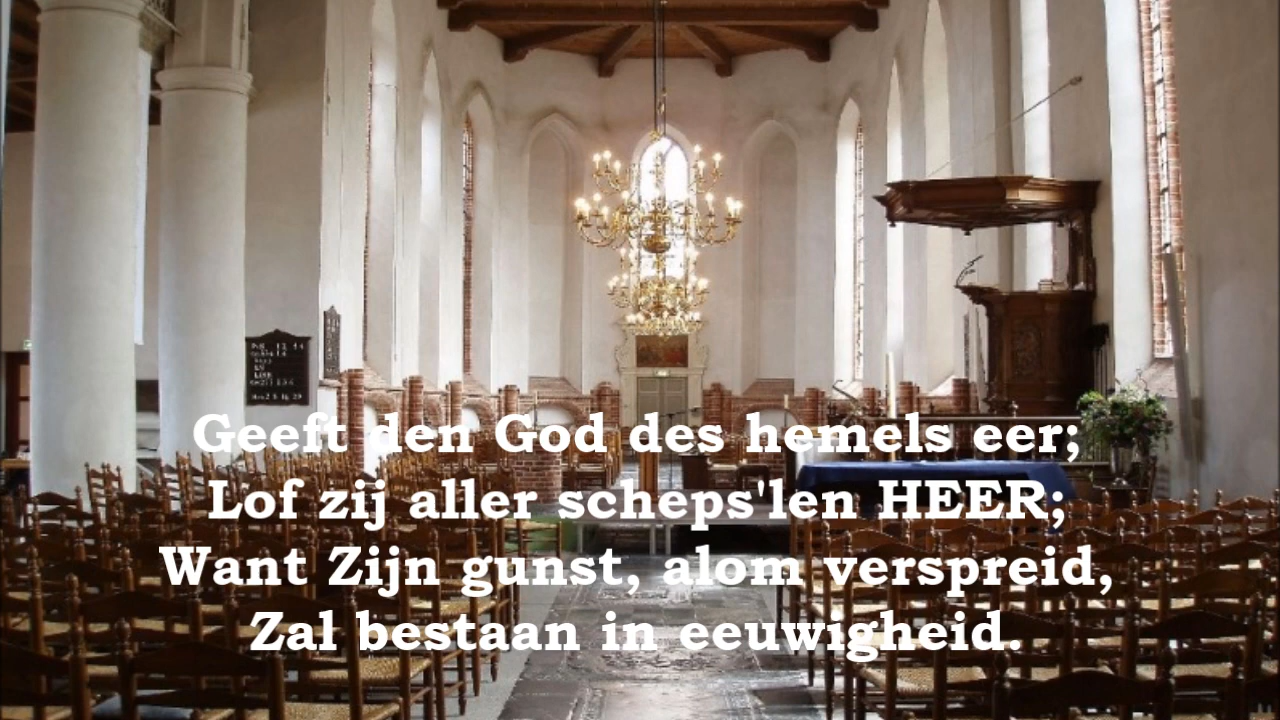 Geeft den God des hemels eer;
Lof zij aller scheps'len HEER;
Want Zijn gunst, alom verspreid,
Zal bestaan in eeuwigheid.